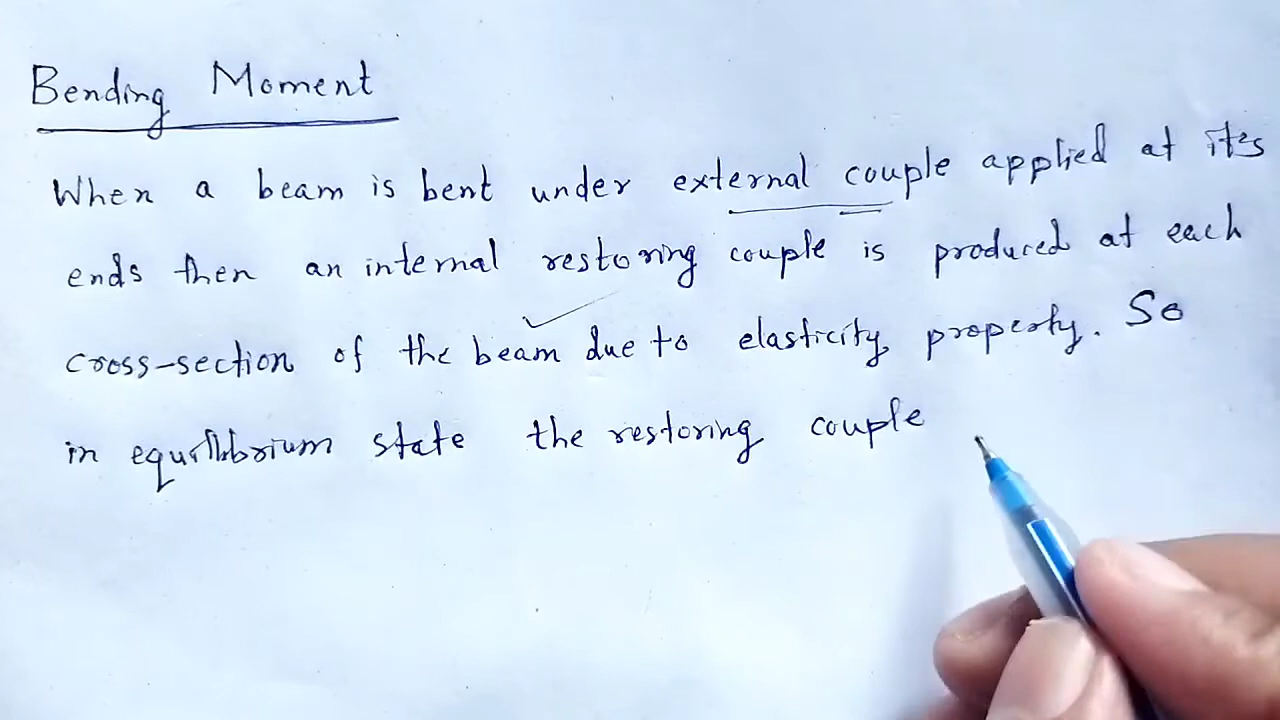 Bending Moment
When a beam is bent under external couple applied at it's
ends then an internal restoring couple is produced at each
cross-section of the beam due to elasticity property. So
in equilibrium state the restoring couple